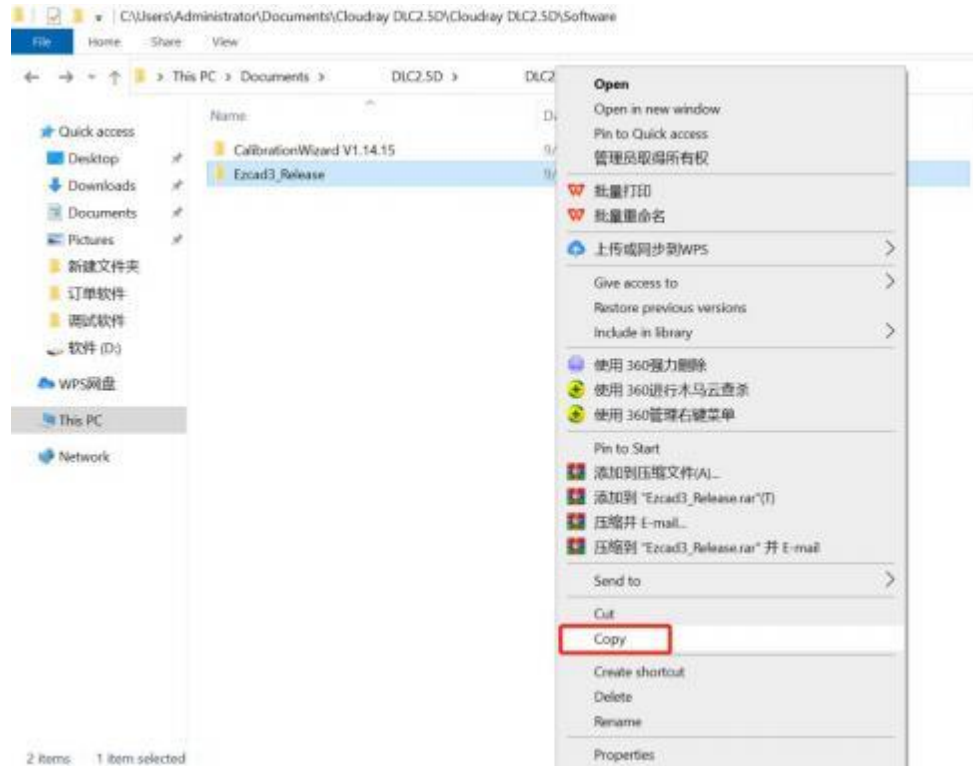 C:\Users\Administrator\Documents\Cloudray DLC2.5D\Cloudray DLC2.5D\Software
File Home Share View
This PC > Documents > DLC2.5D > DLC2
Name
Quick access
Desktop
Downloads
Documents
Pictures
新建文件夹
订单软件
调试软件
软件 (D:)
WPS网盘
This PC
Network
CalibrationWizard V1.14.15 9/
Ezcad3_Release 9/
Open
Open in new window
Pin to Quick access
管理员取得所有权
批量打印
批量重命名
上传或同步到WPS
Give access to
Restore previous versions
Include in library
使用 360强力删除
使用 360进行木马云查杀
使用 360管理右键菜单
Pin to Start
添加到压缩文件(A)...
添加到 "Ezcad3_Release.rar"(T)
压缩并 E-mail...
压缩到 "Ezcad3_Release.rar" 并 E-mail
Send to
Cut
Copy
Create shortcut
Delete
Rename
Properties
2 items 1 item selected